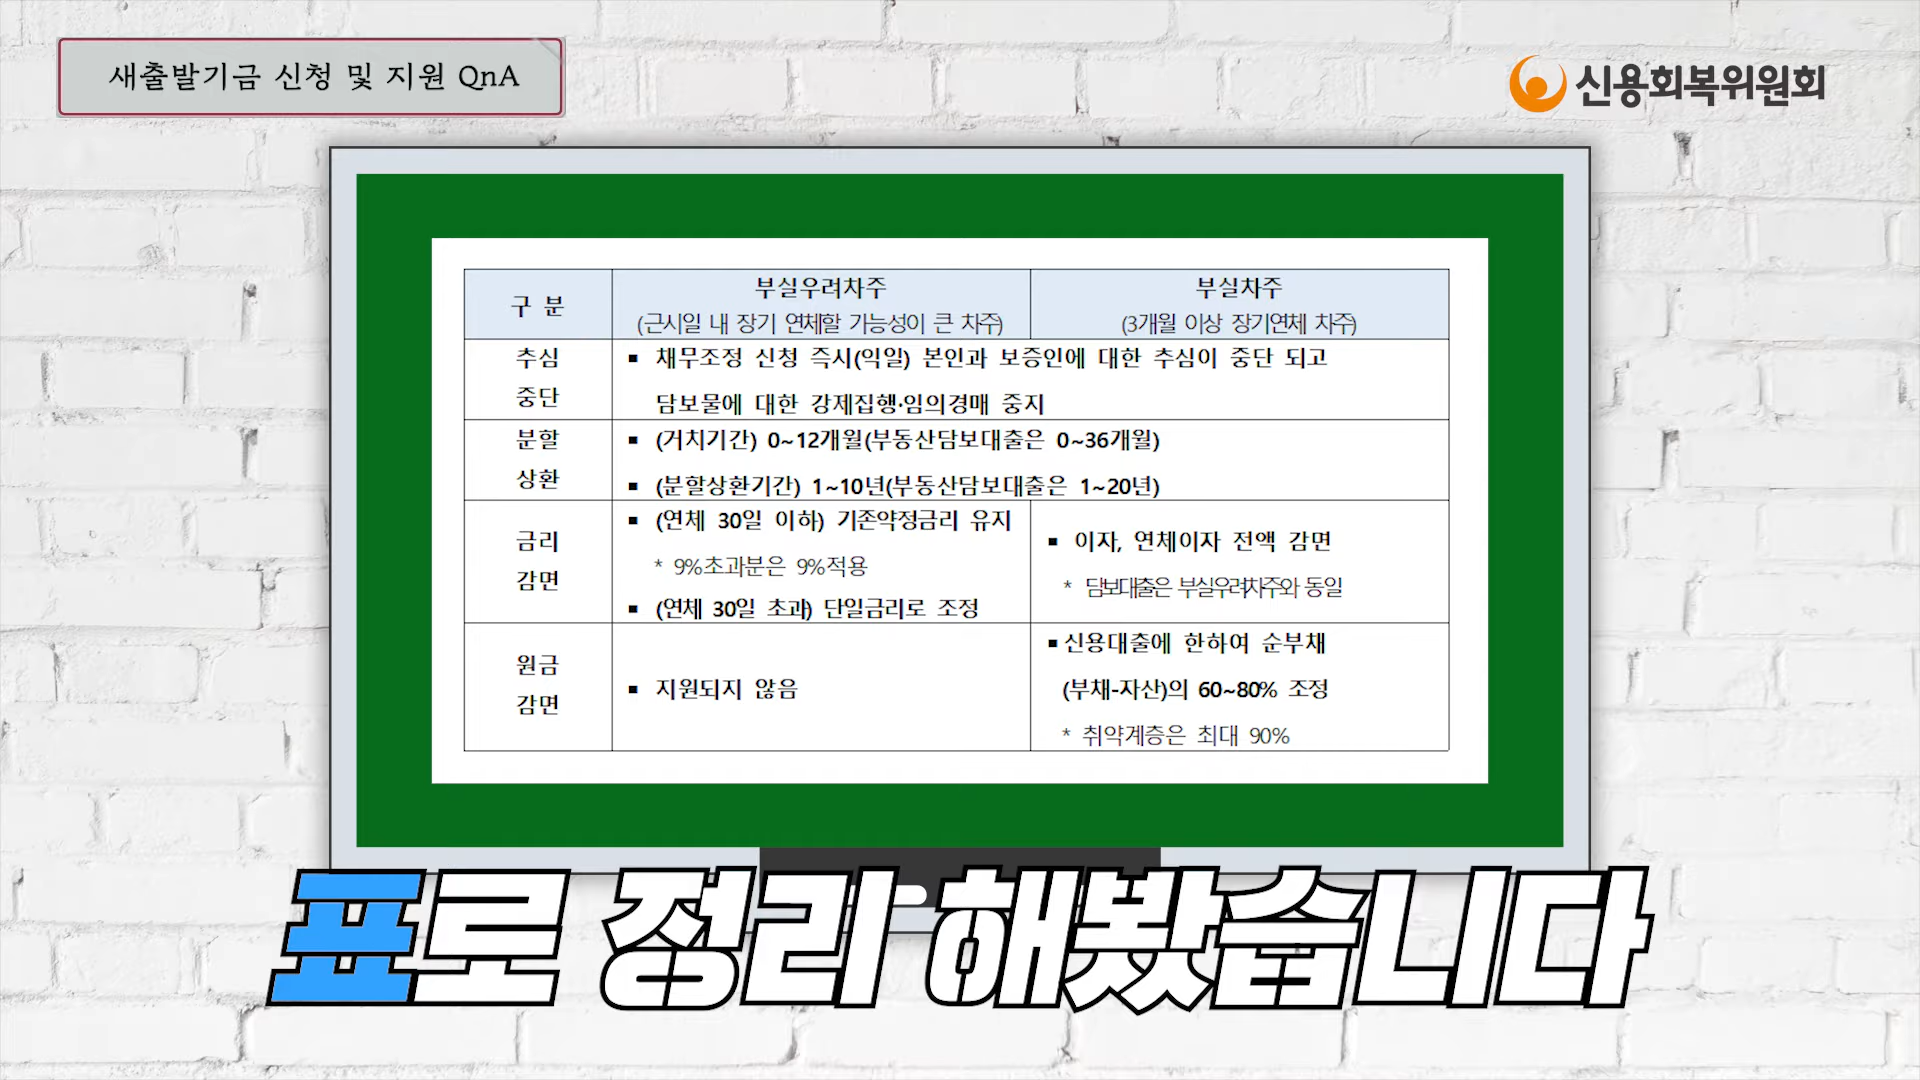 새출발기금 신청 및 지원 QnA
신용회복위원회
구 분
부실우려차주
(근시일 내 장기 연체할 가능성이 큰 차주)
부실차주
(3개월 이상 장기연체 차주)
추심
중단
▪ 채무조정 신청 즉시(익일) 본인과 보증인에 대한 추심이 중단 되고
담보물에 대한 강제집행·임의경매 중지
분할
상환
▪ (거치기간) 0~12개월(부동산담보대출은 0~36개월)
▪ (분할상환기간) 1~10년(부동산담보대출은 1~20년)
금리
감면
▪ (연체 30일 이하) 기존약정금리 유지
* 9%초과분은 9%적용
▪ (연체 30일 초과) 단일금리로 조정
▪ 이자, 연체이자 전액 감면
* 담보대출은 부실우려차주와 동일
원금
감면
▪ 지원되지 않음
▪ 신용대출에 한하여 순부채
(부채-자산)의 60~80% 조정
* 취약계층은 최대 90%
표로 정리 해봤습니다